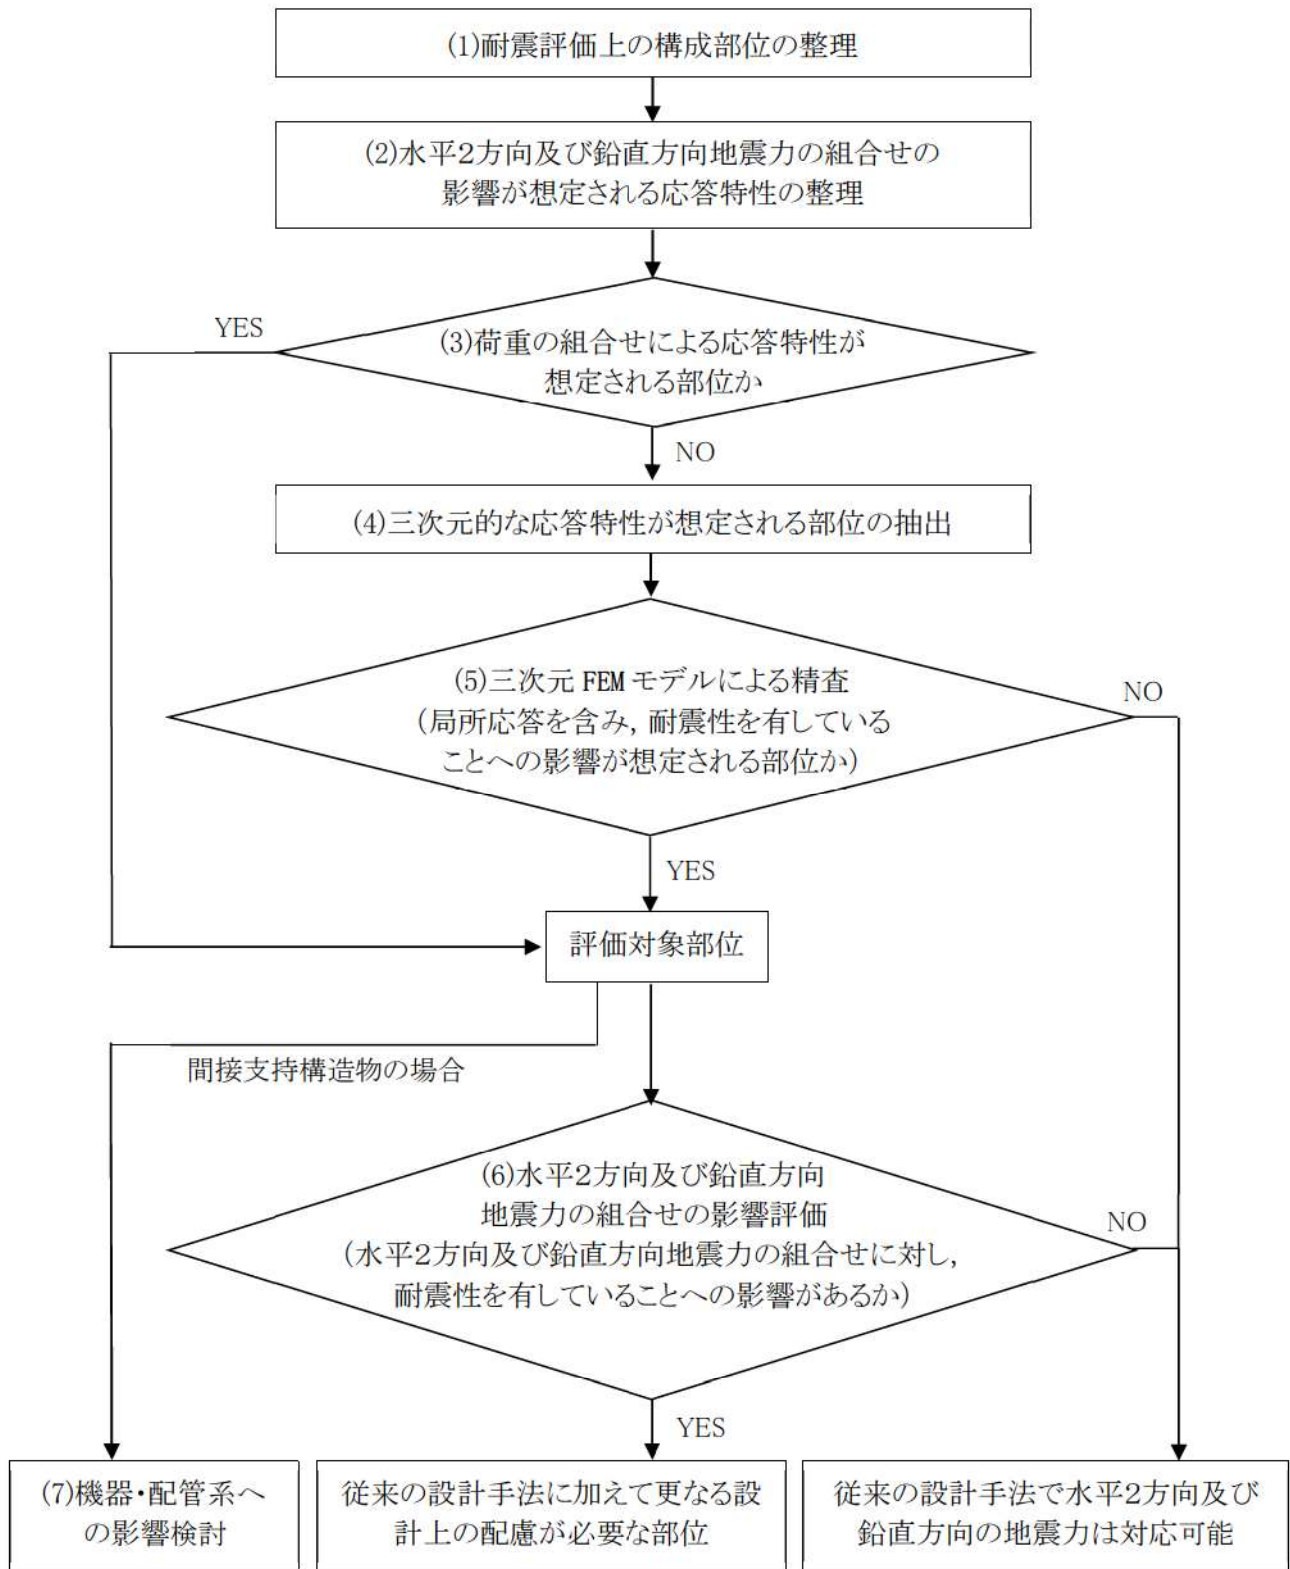 (1)耐震評価上の構成部位の整理
(2)水平２方向及び鉛直方向地震力の組合せの
影響が想定される応答特性の整理
YES
(3)荷重の組合せによる応答特性が
想定される部位か
NO
(4)三次元的な応答特性が想定される部位の抽出
(5)三次元 FEM モデルによる精査
（局所応答を含み，耐震性を有している
ことへの影響が想定される部位か）
NO
YES
評価対象部位
間接支持構造物の場合
(6)水平２方向及び鉛直方向
地震力の組合せの影響評価
（水平２方向及び鉛直方向地震力の組合せに対し，
耐震性を有していることへの影響があるか）
NO
YES
(7)機器・配管系へ
の影響検討
従来の設計手法に加えて更なる設
計上の配慮が必要な部位
従来の設計手法で水平２方向及び
鉛直方向の地震力は対応可能